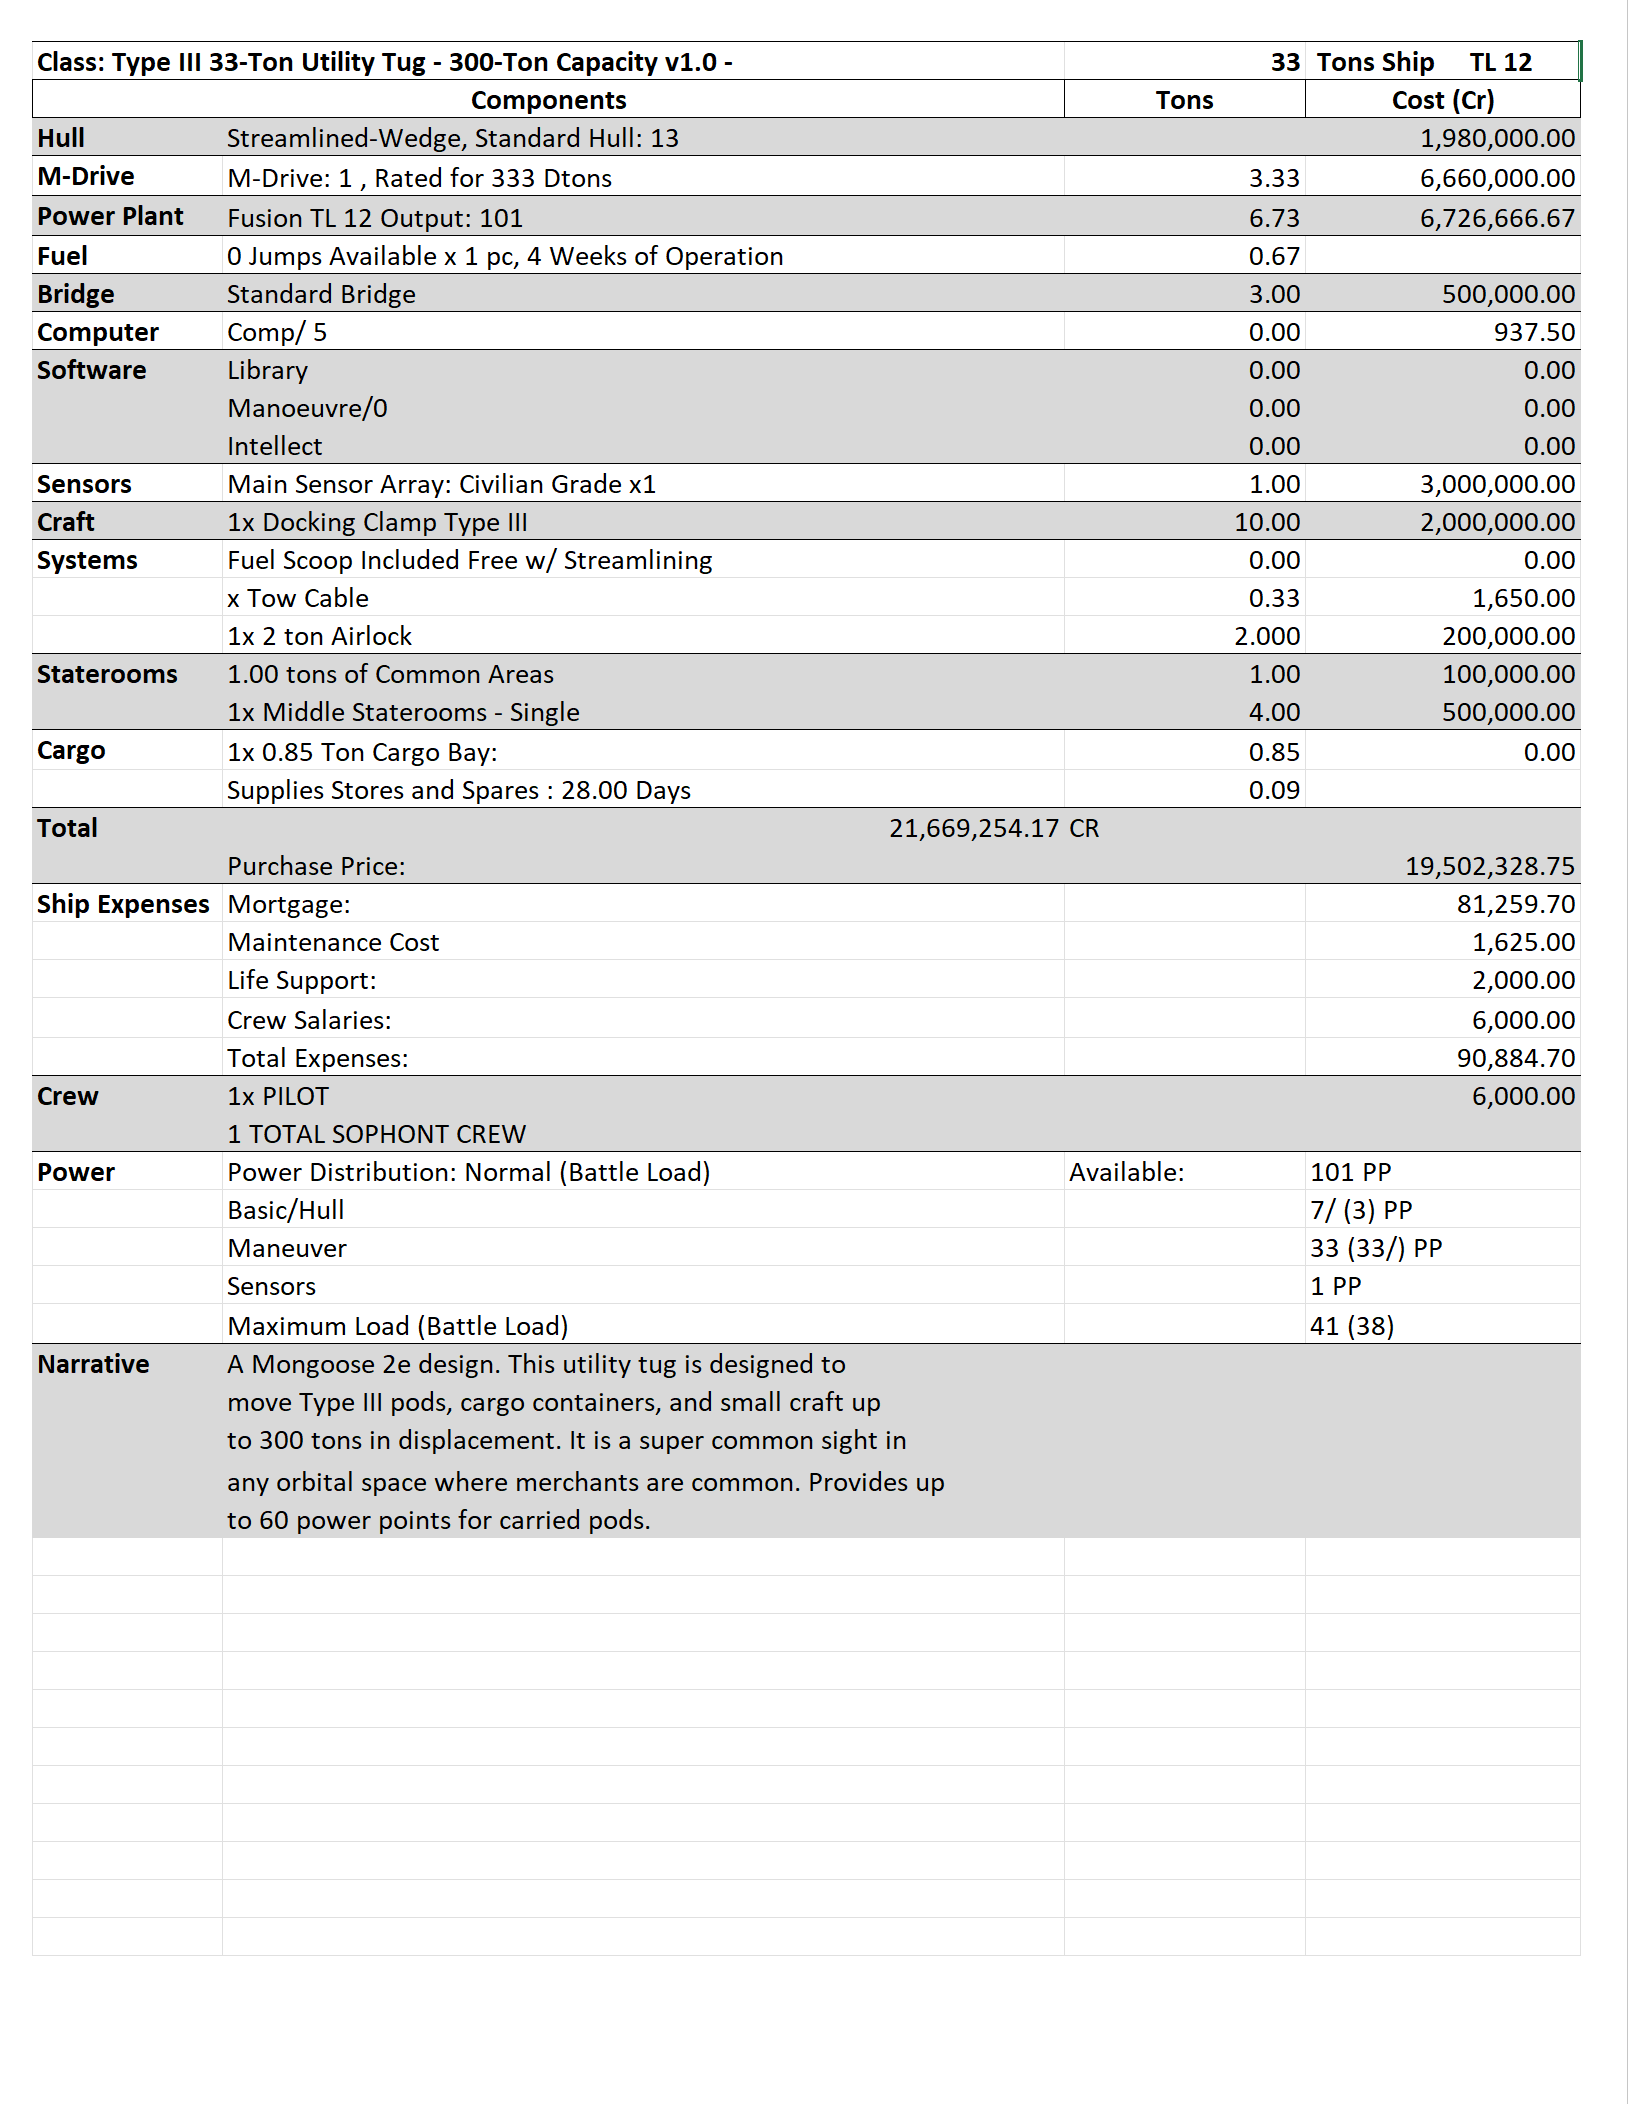 Class: Type III 33-Ton Utility Tug - 300-Ton Capacity v1.0 - 33 Tons Ship TL 12
Components Tons Cost (Cr)
Hull Streamlined-Wedge, Standard Hull: 13 1,980,000.00
M-Drive M-Drive: 1 , Rated for 333 Dtons 3.33 6,660,000.00
Power Plant Fusion TL 12 Output: 101 6.73 6,726,666.67
Fuel 0 Jumps Available x 1 pc, 4 Weeks of Operation 0.67
Bridge Standard Bridge 3.00 500,000.00
Computer Comp/ 5 0.00 937.50
Software Library 0.00 0.00
Manoeuvre/0 0.00 0.00
Intellect 0.00 0.00
Sensors Main Sensor Array: Civilian Grade x1 1.00 3,000,000.00
Craft 1x Docking Clamp Type III 10.00 2,000,000.00
Systems Fuel Scoop Included Free w/ Streamlining 0.00 0.00
x Tow Cable 0.33 1,650.00
1x 2 ton Airlock 2.000 200,000.00
Staterooms 1.00 tons of Common Areas 1.00 100,000.00
1x Middle Staterooms - Single 4.00 500,000.00
Cargo 1x 0.85 Ton Cargo Bay: 0.85 0.00
Supplies Stores and Spares : 28.00 Days 0.09
Total 21,669,254.17 CR
Purchase Price: 19,502,328.75
Ship Expenses Mortgage: 81,259.70
Maintenance Cost 1,625.00
Life Support: 2,000.00
Crew Salaries: 6,000.00
Total Expenses: 90,884.70
Crew 1x PILOT 6,000.00
1 TOTAL SOPHONT CREW
Power Power Distribution: Normal (Battle Load) Available: 101 PP
Basic/Hull 7/ (3) PP
Maneuver 33 (33/) PP
Sensors 1 PP
Maximum Load (Battle Load) 41 (38)
Narrative A Mongoose 2e design. This utility tug is designed to
move Type III pods, cargo containers, and small craft up
to 300 tons in displacement. It is a super common sight in
any orbital space where merchants are common. Provides up
to 60 power points for carried pods.